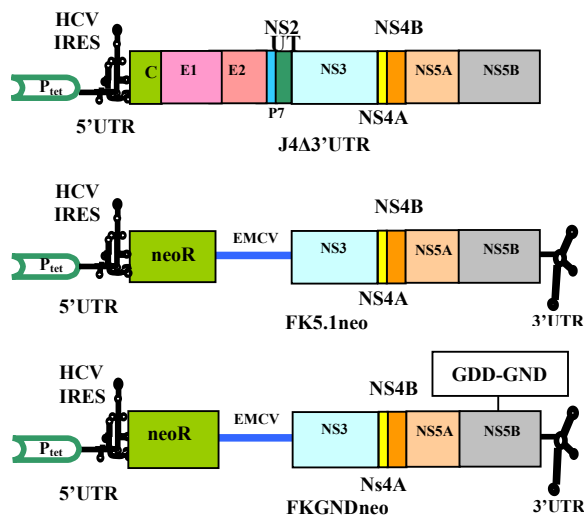 HCV
IRES
NS2
UT
NS4B
C
E1
E2
NS3
NS5A
NS5B
Ptet
P7
NS4A
5'UTR
J4Δ3'UTR
HCV
IRES
NS4B
EMCV
neoR
NS3
NS5A
NS5B
Ptet
NS4A
5'UTR
FK5.1neo
3'UTR
HCV
IRES
GDD-GND
NS4B
EMCV
neoR
NS3
NS5A
NS5B
Ptet
Ns4A
5'UTR
FKGNDneo
3'UTR